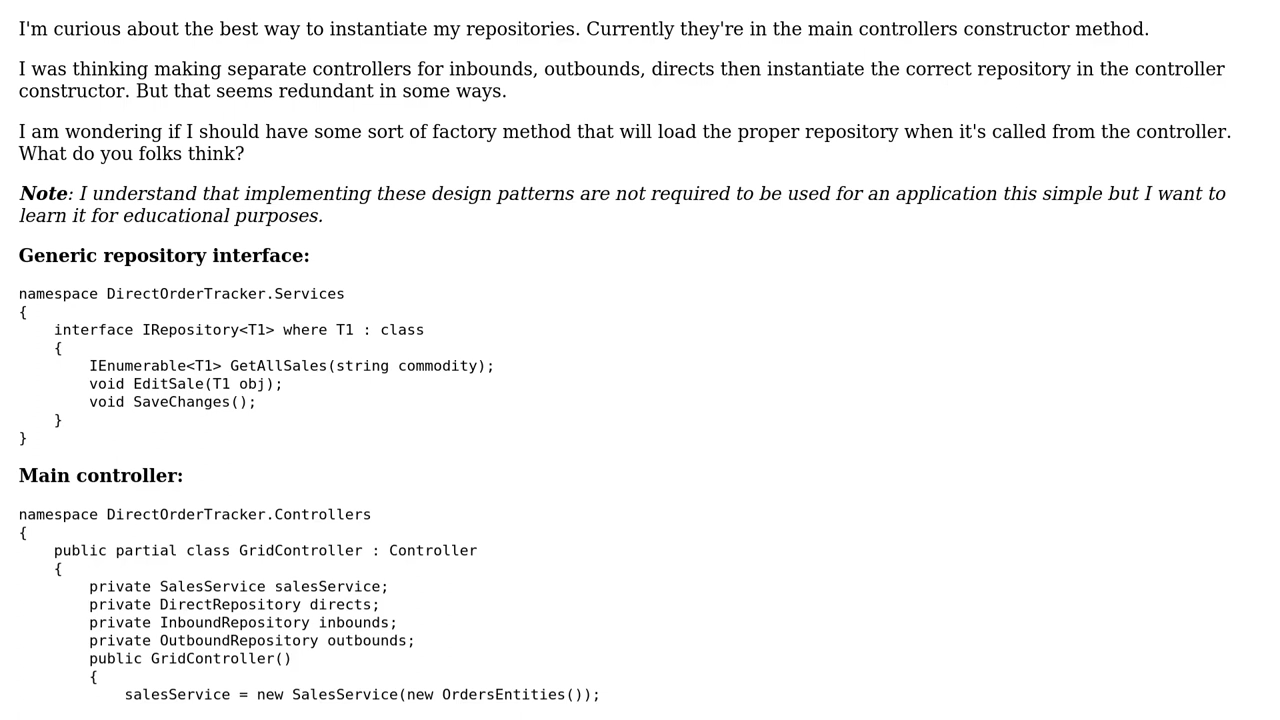 I'm curious about the best way to instantiate my repositories. Currently they're in the main controllers constructor method.
I was thinking making separate controllers for inbounds, outbounds, directs then instantiate the correct repository in the controller
constructor. But that seems redundant in some ways.
I am wondering if I should have some sort of factory method that will load the proper repository when it's called from the controller.
What do you folks think?
Note: I understand that implementing these design patterns are not required to be used for an application this simple but I want to
learn it for educational purposes.
Generic repository interface:
namespace DirectOrderTracker.Services
{
    interface IRepository<T1> where T1 : class
    {
        IEnumerable<T1> GetAllSales(string commodity);
        void EditSale(T1 obj);
        void SaveChanges();
    }
}
Main controller:
namespace DirectOrderTracker.Controllers
{
    public partial class GridController : Controller
    {
        private SalesService salesService;
        private DirectRepository directs;
        private InboundRepository inbounds;
        private OutboundRepository outbounds;
        public GridController()
        {
            salesService = new SalesService(new OrdersEntities());